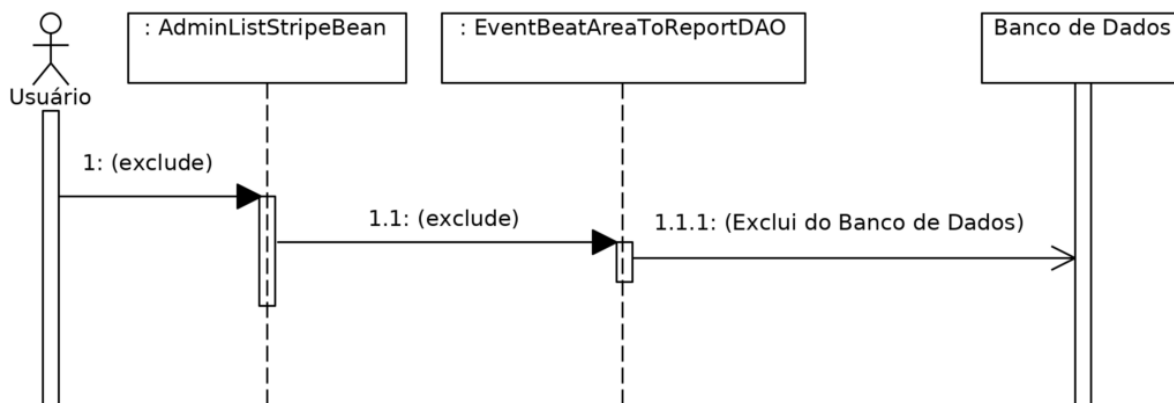 : AdminListStripeBean
: EventBeatAreaToReportDAO
Banco de Dados
Usuário
1: (exclude)
1.1: (exclude)
1.1.1: (Exclui do Banco de Dados)